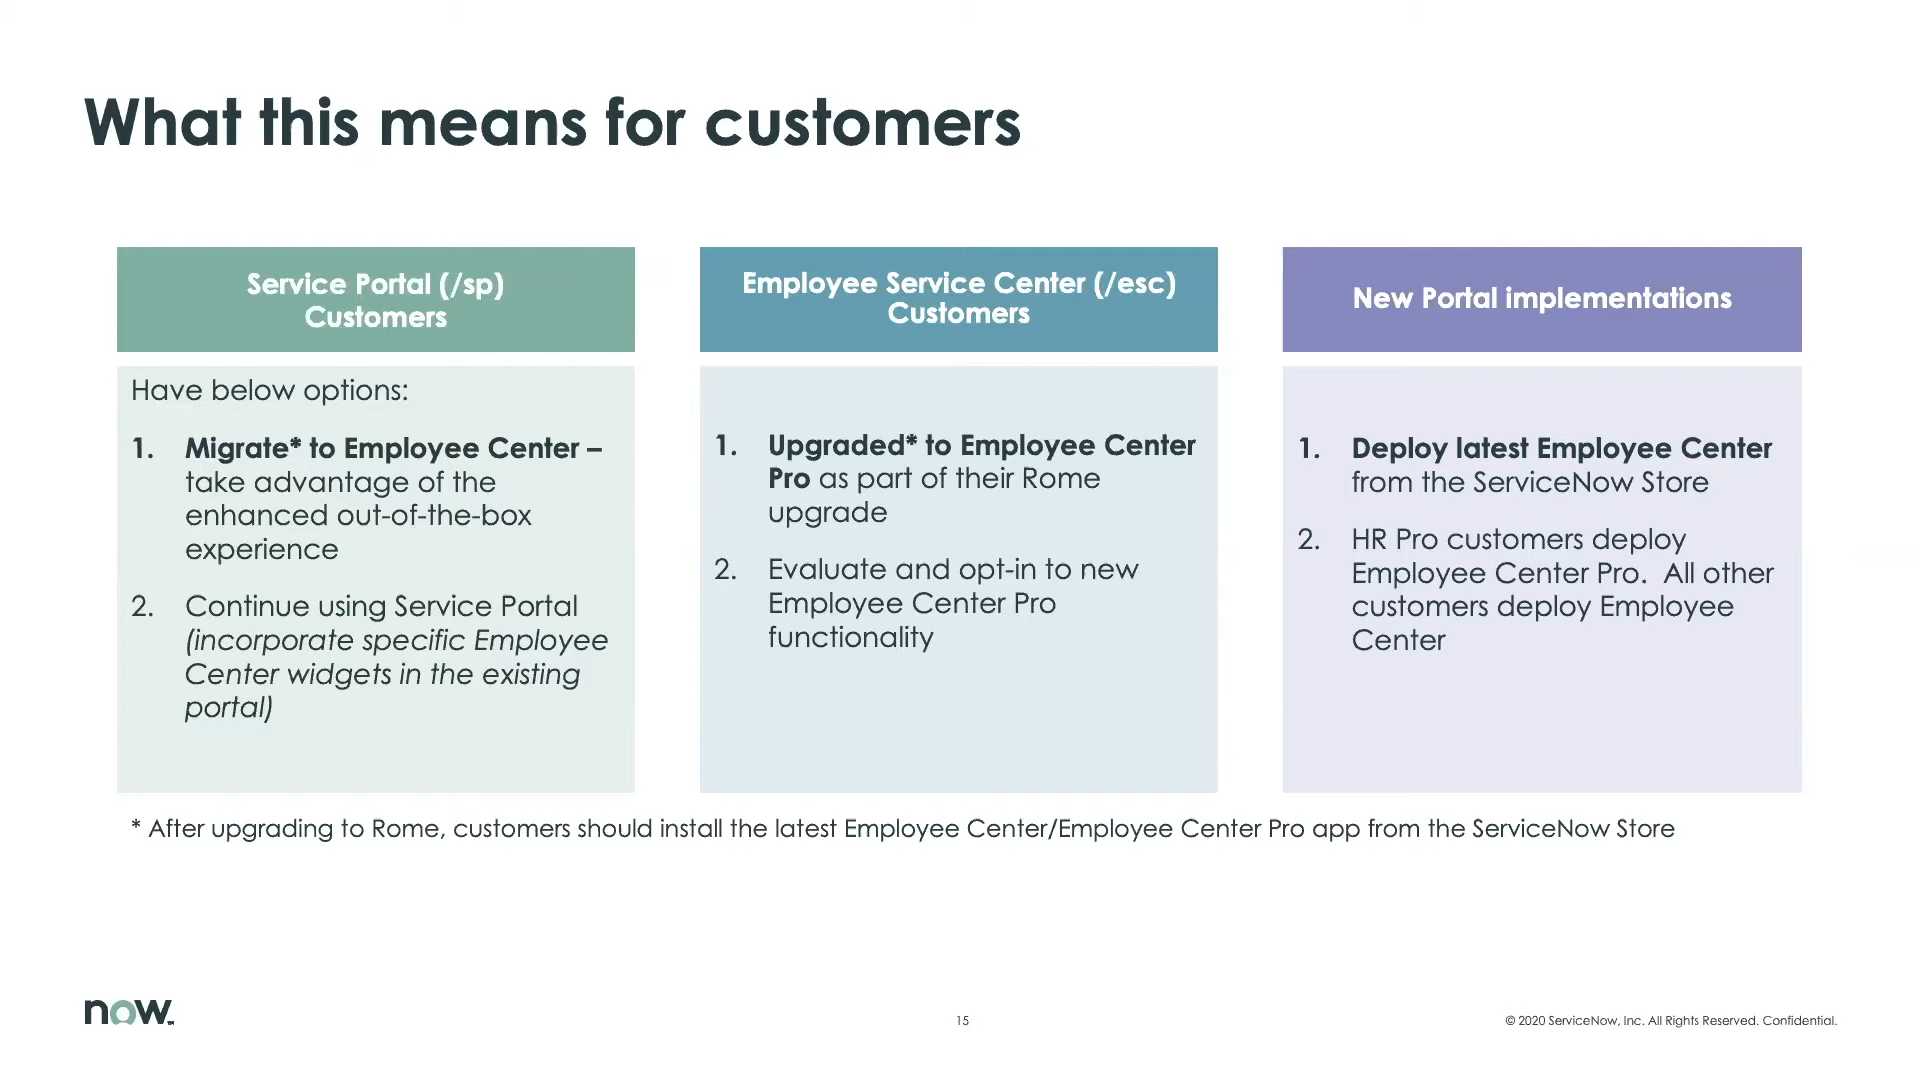 What this means for customers
Service Portal (/sp)
Customers
Have below options:
1. Migrate* to Employee Center –
take advantage of the
enhanced out-of-the-box
experience
2. Continue using Service Portal
(incorporate specific Employee
Center widgets in the existing
portal)
Employee Service Center (/esc)
Customers
1. Upgraded* to Employee Center
Pro as part of their Rome
upgrade
2. Evaluate and opt-in to new
Employee Center Pro
functionality
New Portal implementations
1. Deploy latest Employee Center
from the ServiceNow Store
2. HR Pro customers deploy
Employee Center Pro.  All other
customers deploy Employee
Center
* After upgrading to Rome, customers should install the latest Employee Center/Employee Center Pro app from the ServiceNow Store
now™
15
© 2020 ServiceNow, Inc. All Rights Reserved. Confidential.